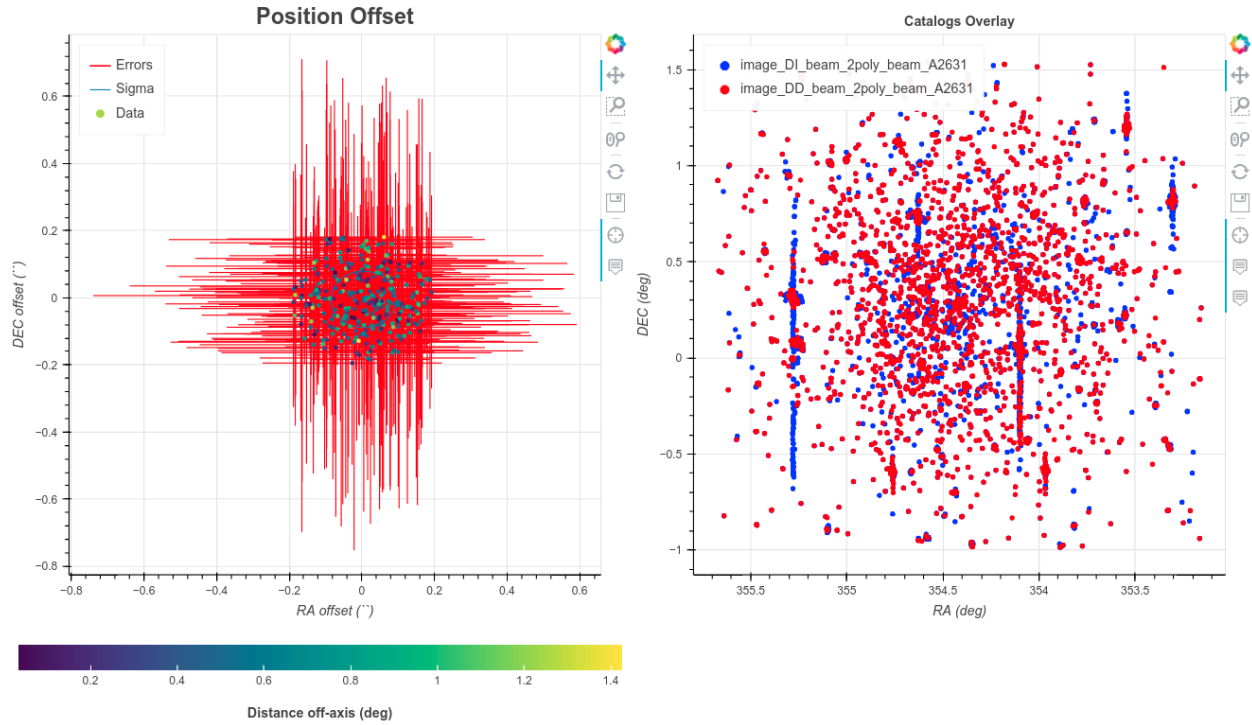 Position Offset
Errors
Sigma
Data
0.6
0.4
0.2
0
−0.2
−0.4
−0.6
−0.8
DEC offset (``)
−0.8
−0.6
−0.4
−0.2
0
0.2
0.4
0.6
RA offset (``)
0.2
0.4
0.6
0.8
1
1.2
1.4
Distance off-axis (deg)
Catalogs Overlay
image_DI_beam_2poly_beam_A2631
image_DD_beam_2poly_beam_A2631
1.5
1
0.5
0
−0.5
−1
DEC (deg)
355.5
355
354.5
354
353.5
RA (deg)